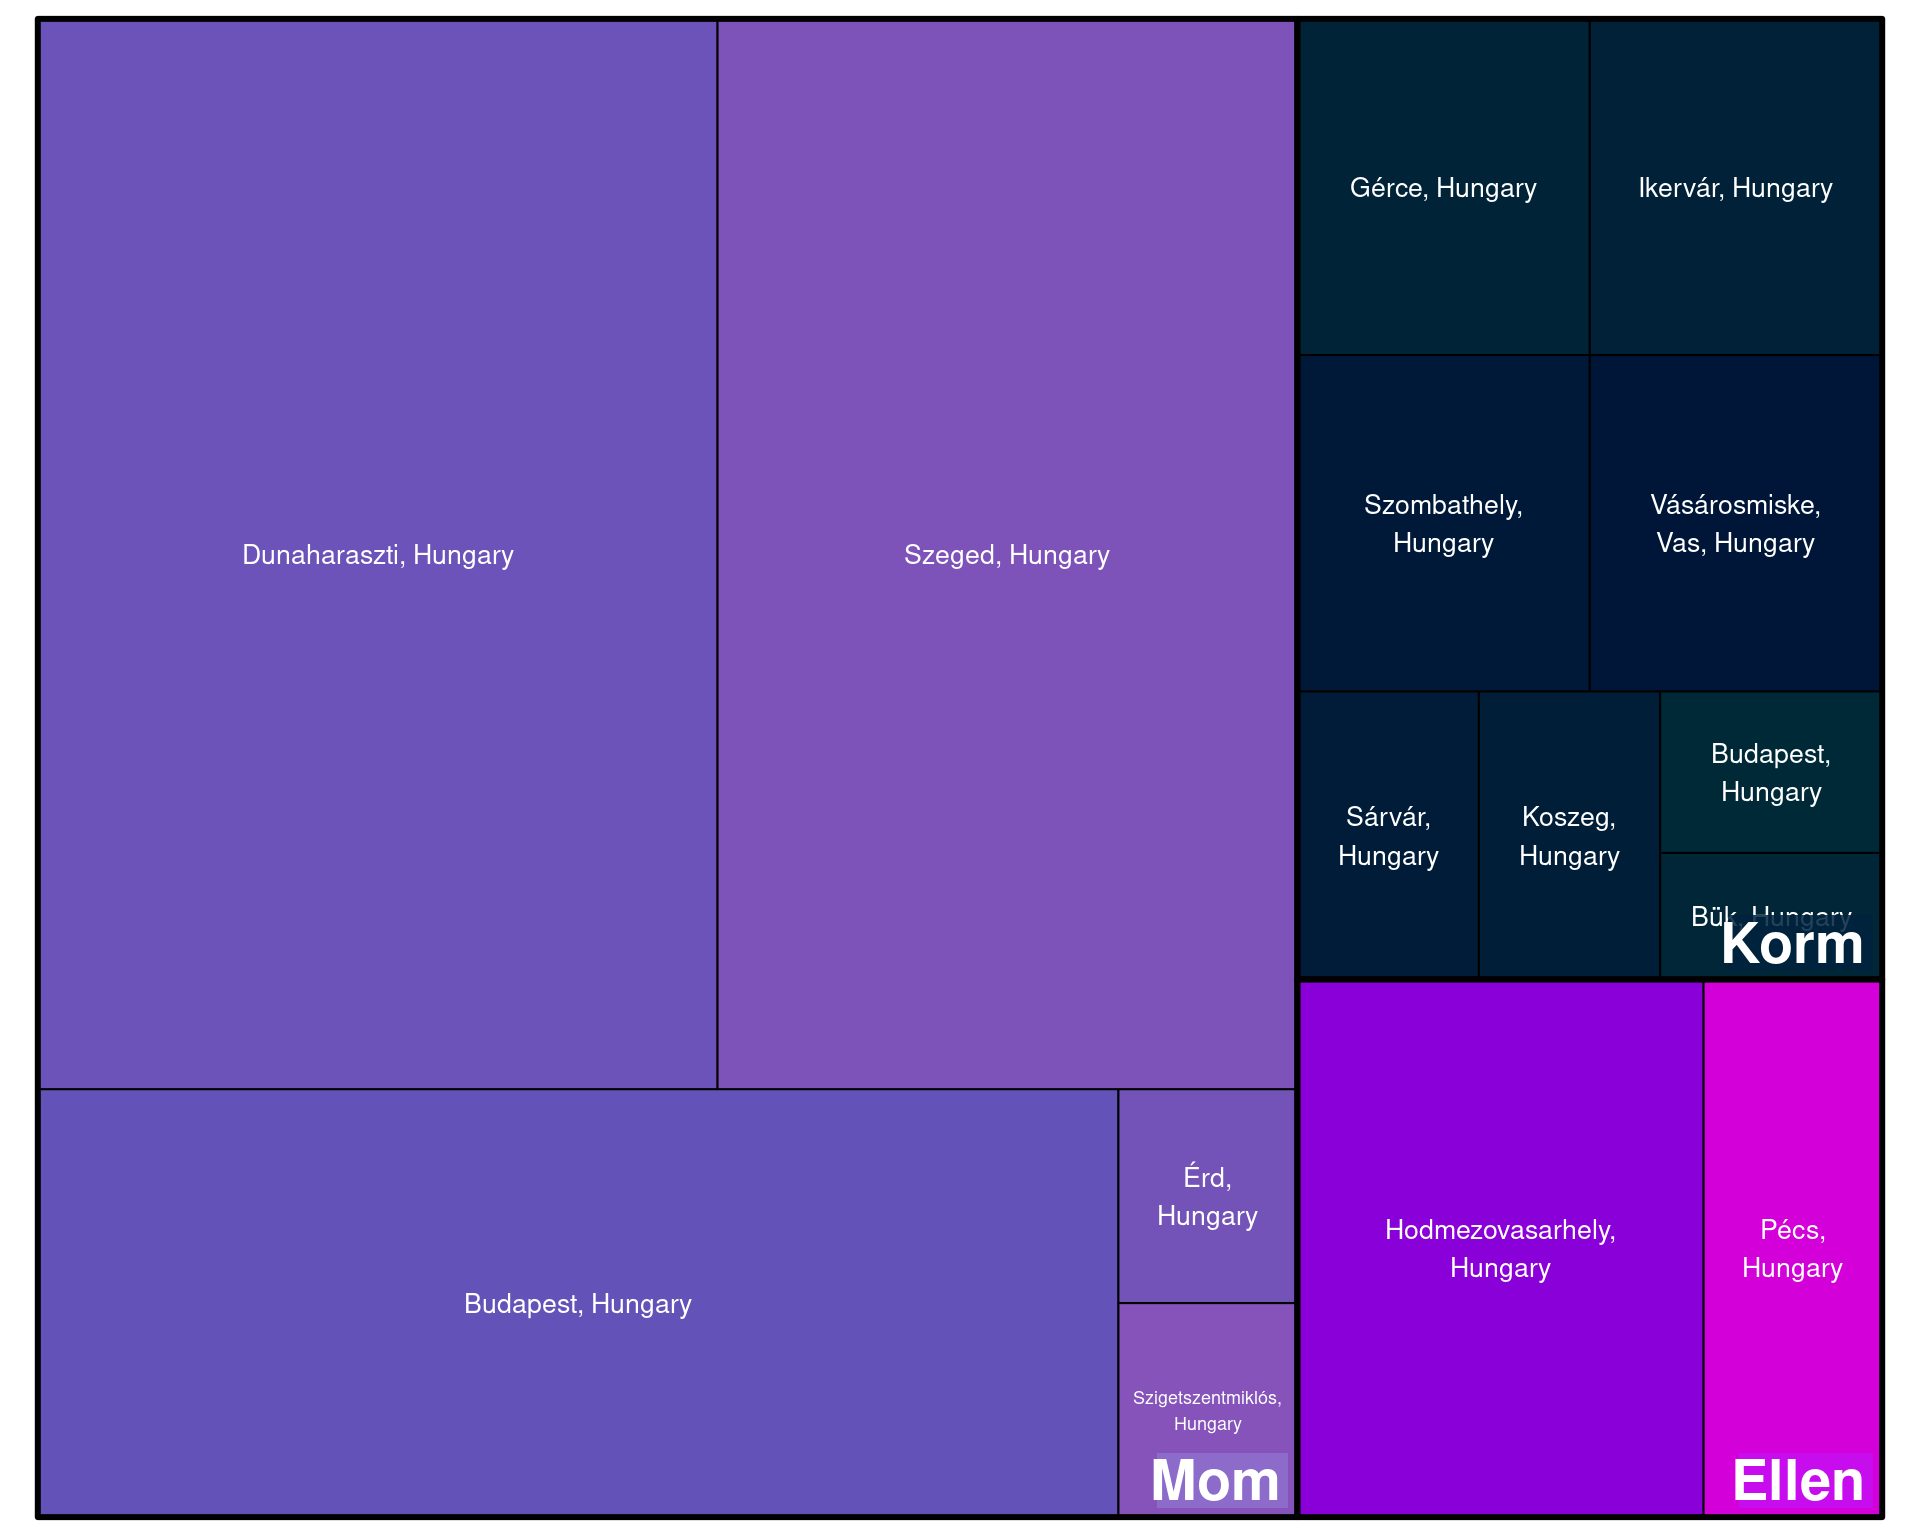 Dunaharaszti, Hungary
Szeged, Hungary
Budapest, Hungary
Érd,
Hungary
Szigetszentmiklós,
Hungary
Mom
Gérce, Hungary
Ikervár, Hungary
Szombathely,
Hungary
Vásárosmiske,
Vas, Hungary
Sárvár,
Hungary
Koszeg,
Hungary
Budapest,
Hungary
Bük, Hungary
Korm
Hodmezovasarhely,
Hungary
Pécs,
Hungary
Ellen